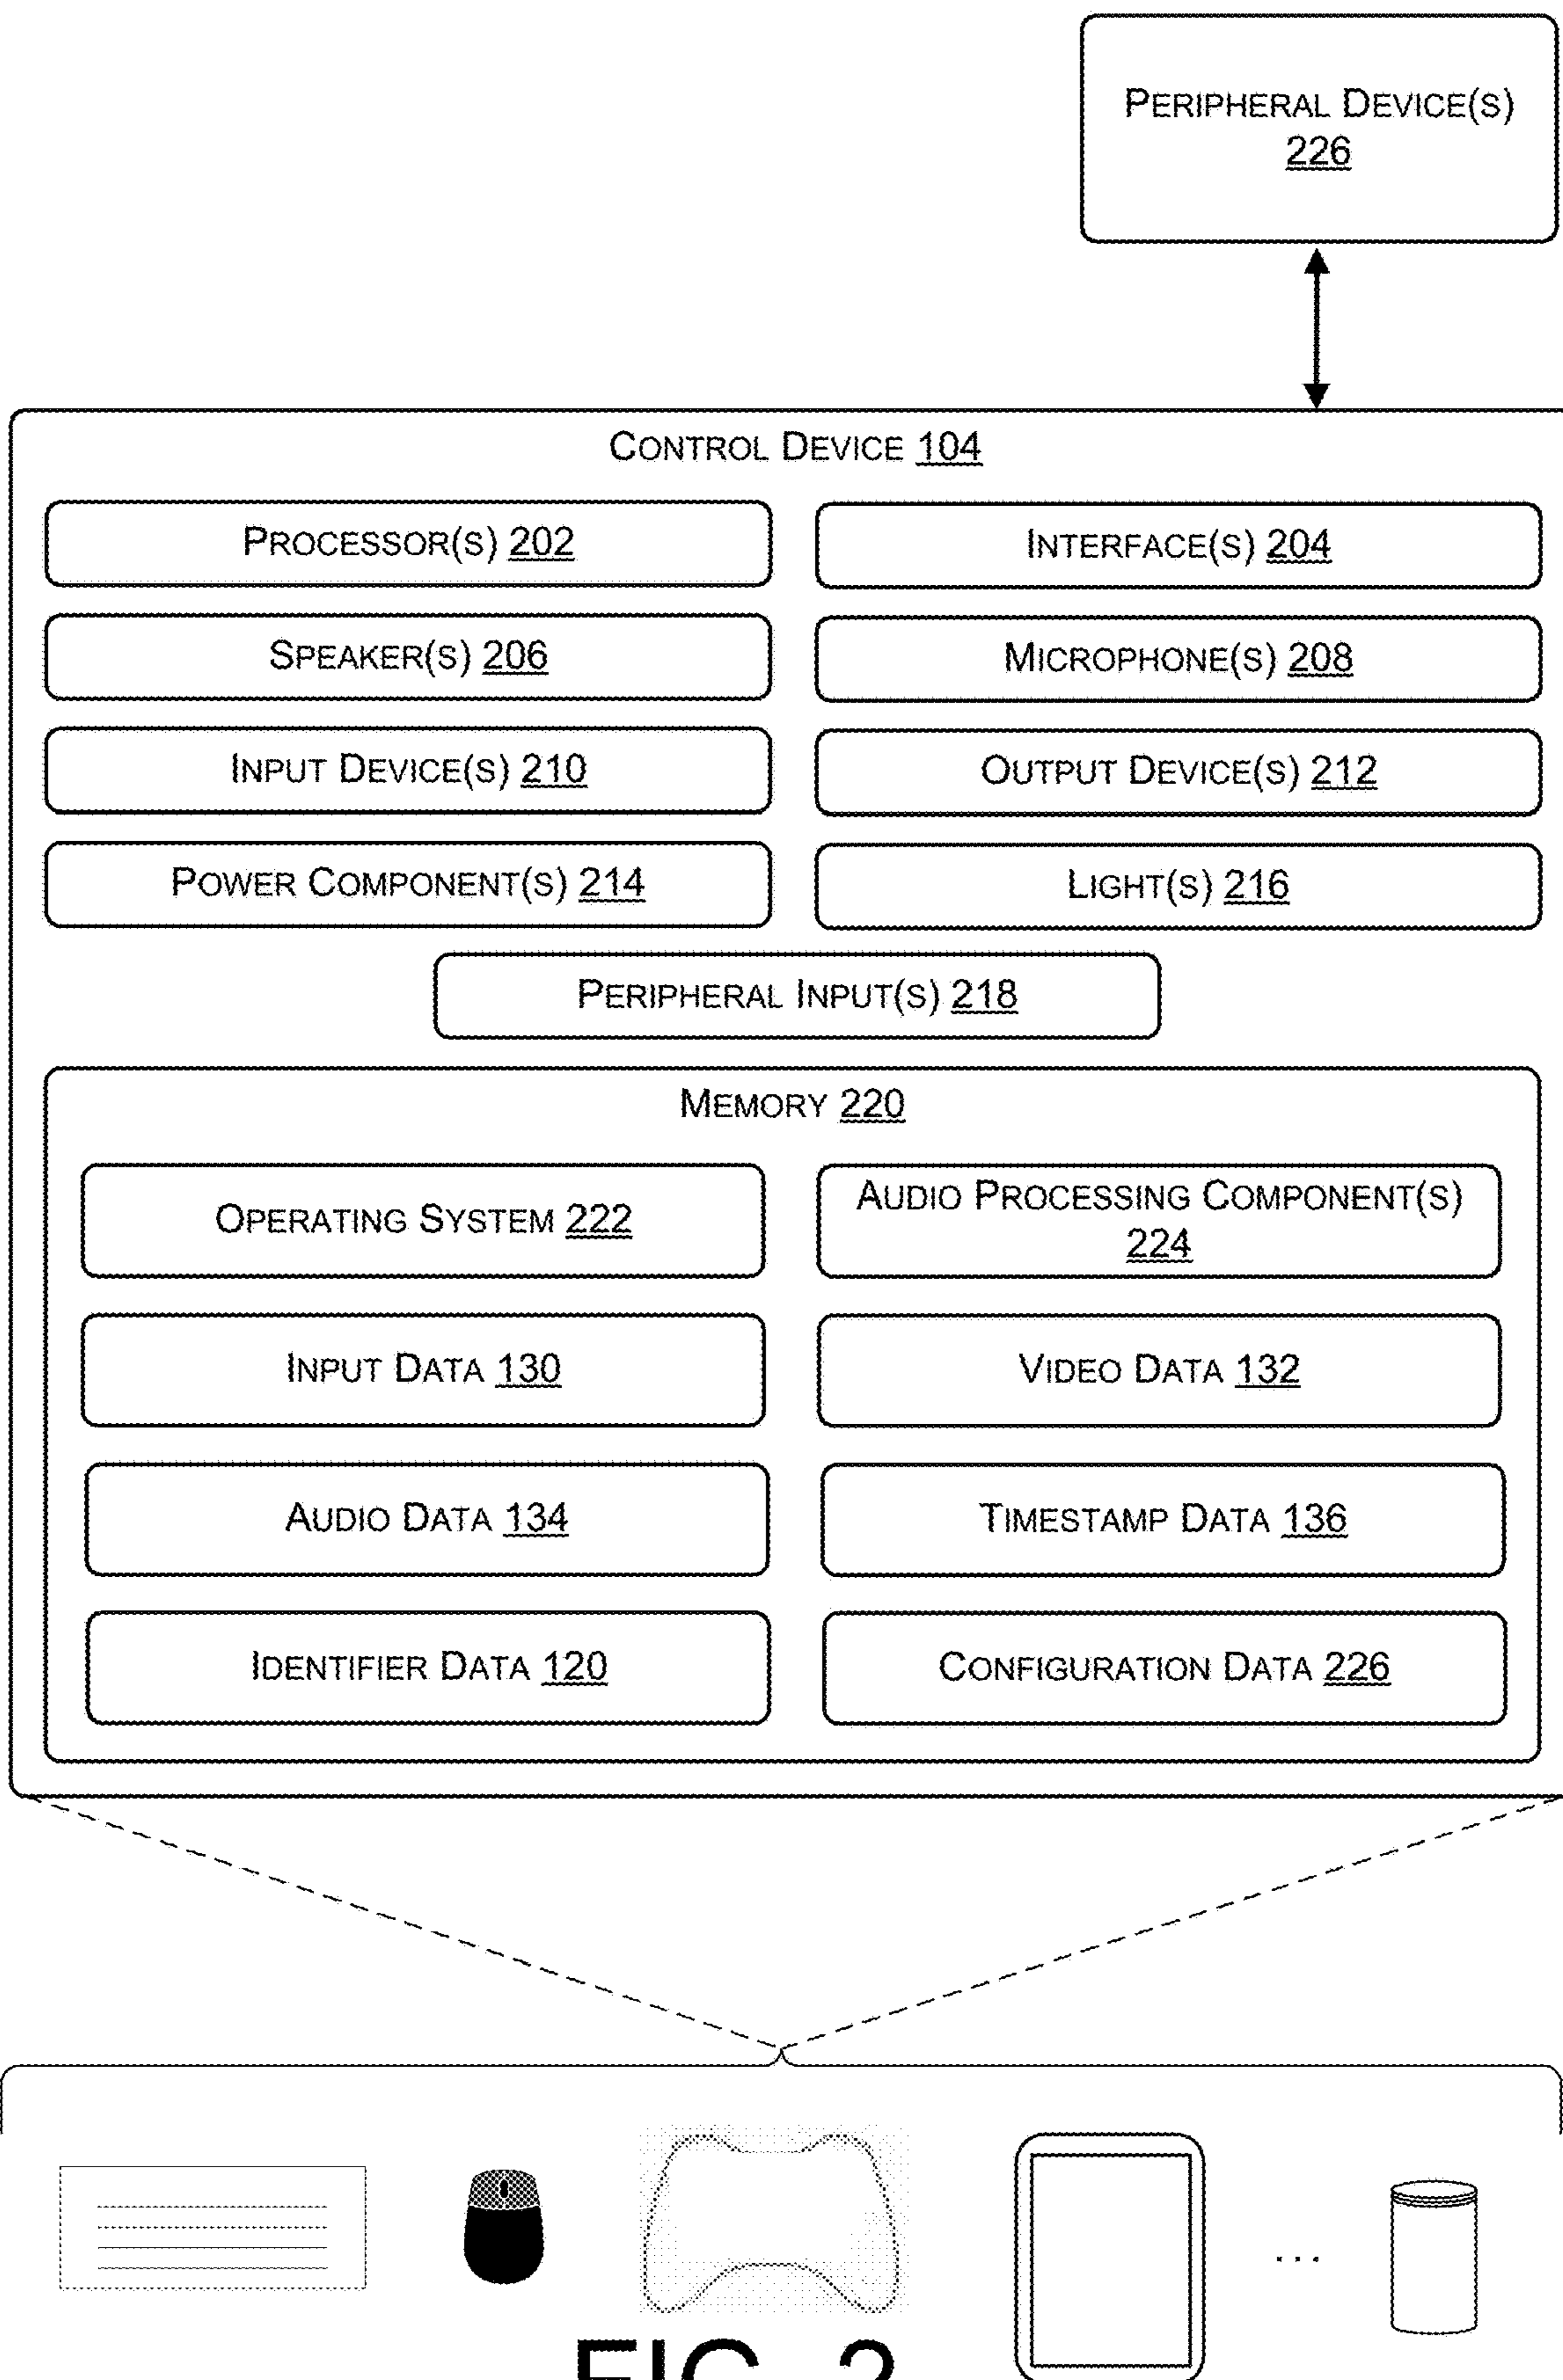 PERIPHERAL DEVICE(S)
226
CONTROL DEVICE 104
PROCESSOR(S) 202
INTERFACE(S) 204
SPEAKER(S) 206
MICROPHONE(S) 208
INPUT DEVICE(S) 210
OUTPUT DEVICE(S) 212
POWER COMPONENT(S) 214
LIGHT(S) 216
PERIPHERAL INPUT(S) 218
MEMORY 220
OPERATING SYSTEM 222
AUDIO PROCESSING COMPONENT(S)
224
INPUT DATA 130
VIDEO DATA 132
AUDIO DATA 134
TIMESTAMP DATA 136
IDENTIFIER DATA 120
CONFIGURATION DATA 226
...
FIG. 2